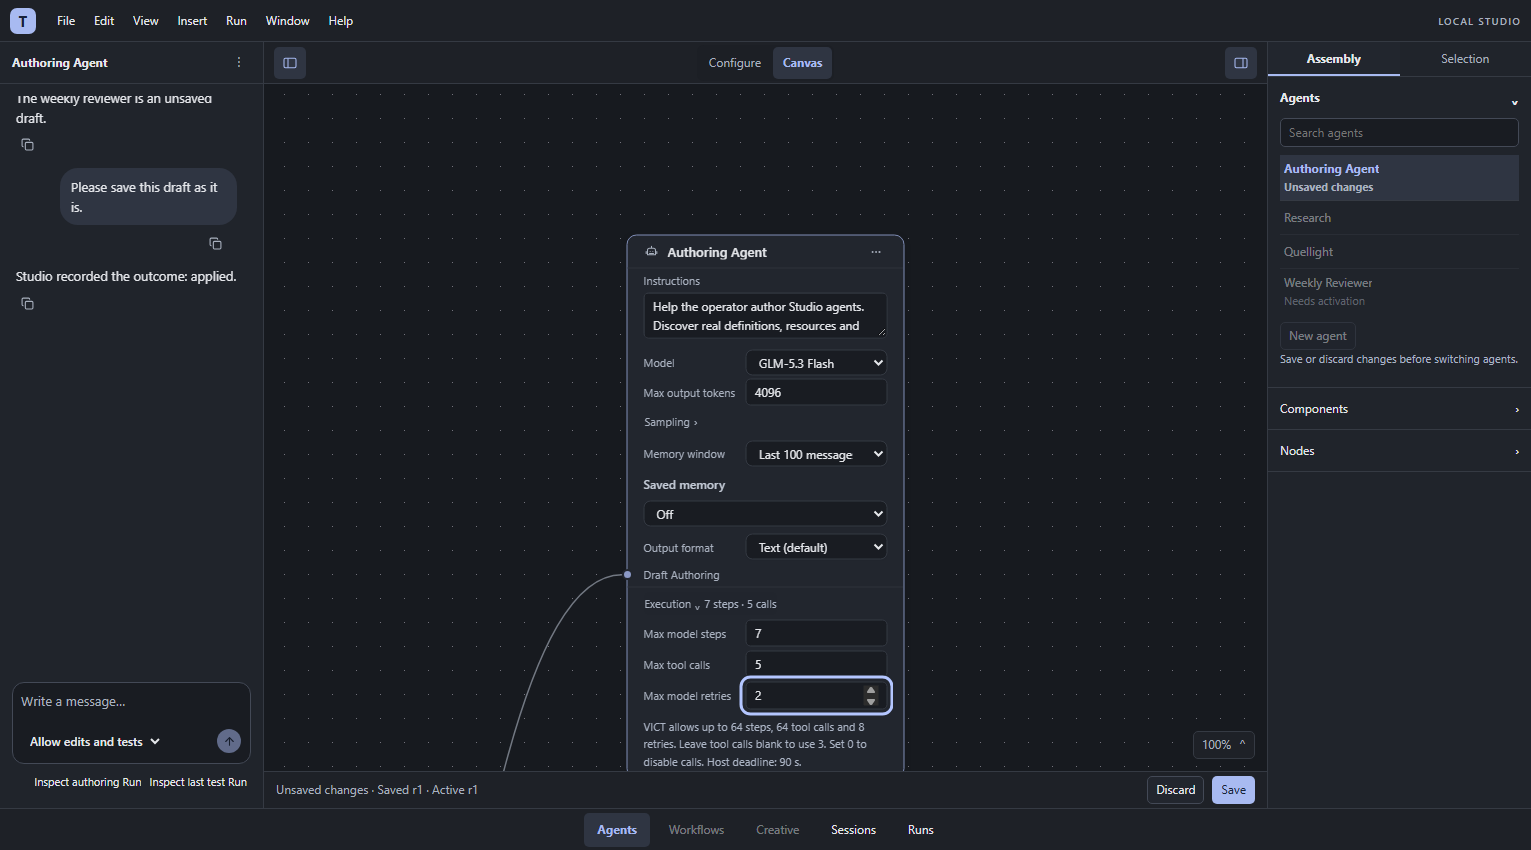 T File Edit View Insert Run Window Help
LOCAL STUDIO
Authoring Agent
The weekly reviewer is an unsaved
draft.
Please save this draft as it
is.
Studio recorded the outcome: applied.
Write a message...
Allow edits and tests
Inspect authoring Run Inspect last test Run
Configure Canvas
Authoring Agent
Instructions
Help the operator author Studio agents.
Discover real definitions, resources and
Model GLM-5.3 Flash
Max output tokens 4096
Sampling ›
Memory window Last 100 message
Saved memory
Off
Output format Text (default)
Draft Authoring
Execution 7 steps · 5 calls
Max model steps 7
Max tool calls 5
Max model retries 2
VICT allows up to 64 steps, 64 tool calls and 8
retries. Leave tool calls blank to use 3. Set 0 to
disable calls. Host deadline: 90 s.
100% ^
Unsaved changes · Saved r1 · Active r1
Discard Save
Assembly Selection
Agents
Search agents
Authoring Agent
Unsaved changes
Research
Quellight
Weekly Reviewer
Needs activation
New agent
Save or discard changes before switching agents.
Components ›
Nodes ›
Agents Workflows Creative Sessions Runs